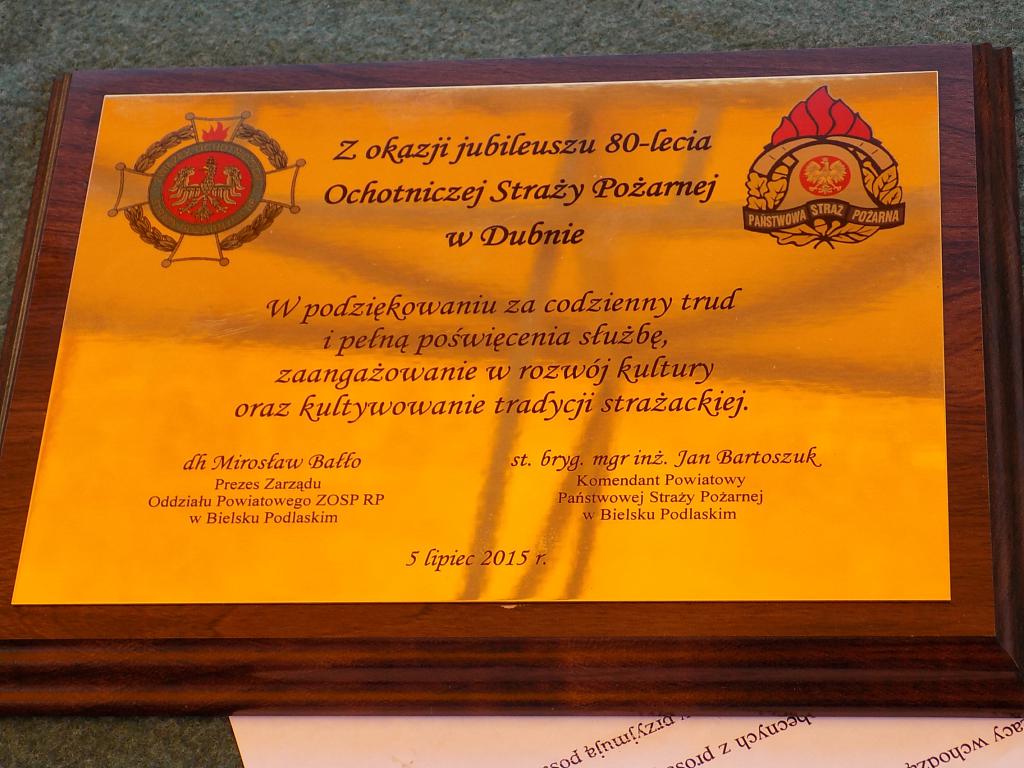 Z okazji jubileuszu 80-lecia
Ochotniczej Straży Pożarnej
w Dubnie
PAŃSTWOWA STRAŻ POŻARNA
W podziękowaniu za codzienny trud
i pełną poświęcenia służbę,
zaangażowanie w rozwój kultury
oraz kultywowanie tradycji strażackiej.
dh Mirosław Bałło
Prezes Zarządu
Oddziału Powiatowego ZOSP RP
w Bielsku Podlaskim
st. bryg. mgr inż. Jan Bartoszuk
Komendant Powiatowy
Państwowej Straży Pożarnej
w Bielsku Podlaskim
5 lipiec 2015 r.
przyjmują
z